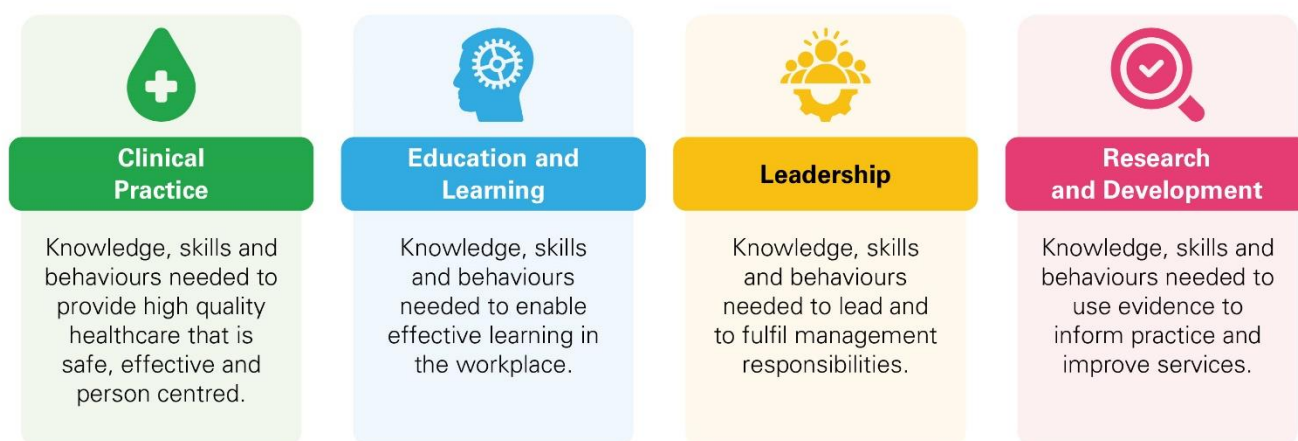 Clinical
Practice
Knowledge, skills and
behaviours needed to
provide high quality
healthcare that is
safe, effective and
person centred.
Education and
Learning
Knowledge, skills
and behaviours
needed to enable
effective learning in
the workplace.
Leadership
Knowledge, skills
and behaviours
needed to lead and
to fulfil management
responsibilities.
Research
and Development
Knowledge, skills and
behaviours needed to
use evidence to
inform practice and
improve services.